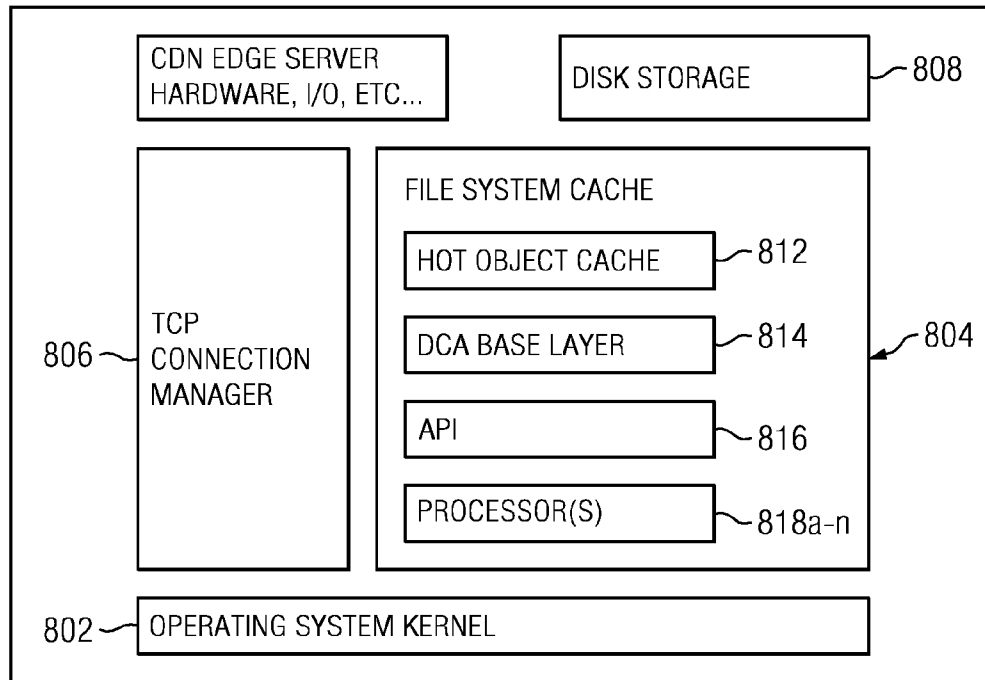 CDN EDGE SERVER
HARDWARE, I/O, ETC...
DISK STORAGE
808
FILE SYSTEM CACHE
HOT OBJECT CACHE
812
DCA BASE LAYER
814
804
806
TCP
CONNECTION
MANAGER
API
816
PROCESSOR(S)
818a-n
802
OPERATING SYSTEM KERNEL